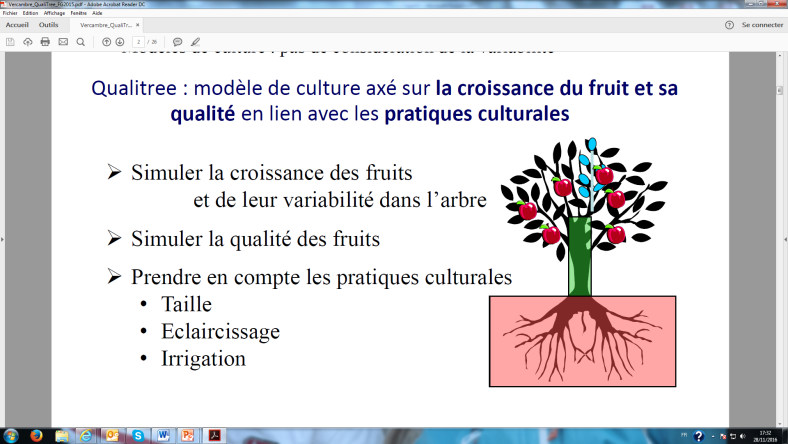 Vercambre_QualiTree_FG2015.pdf - Adobe Acrobat Reader DC
Fichier Edition Affichage Fenêtre Aide
Accueil Outils Vercambre_QualiTr... × Se connecter
2 / 26
Qualitree : modèle de culture axé sur la croissance du fruit et sa
qualité en lien avec les pratiques culturales
➢ Simuler la croissance des fruits
et de leur variabilité dans l'arbre
➢ Simuler la qualité des fruits
➢ Prendre en compte les pratiques culturales
• Taille
• Eclaircissage
• Irrigation
FR 17:32
28/11/2016